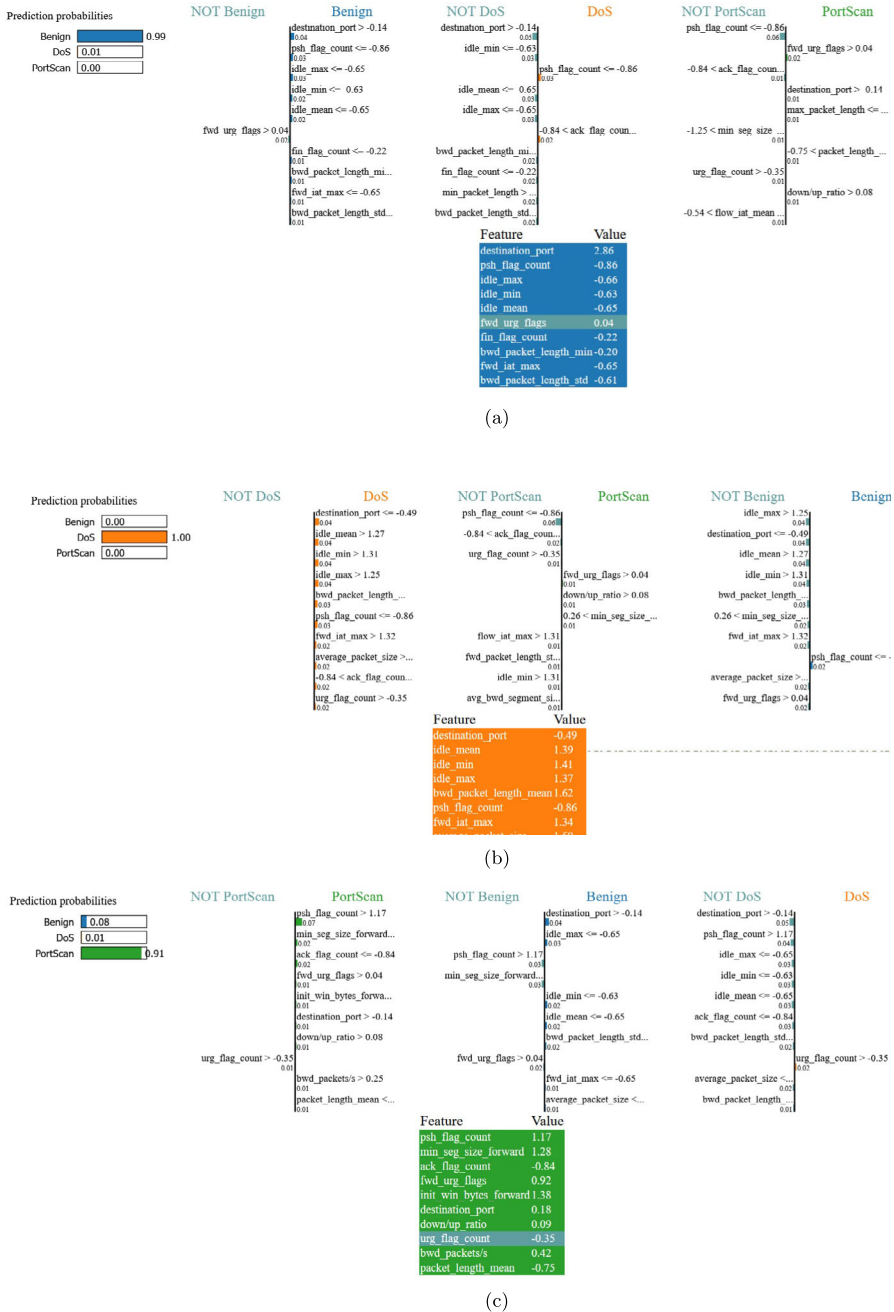 NOT Benign Benign NOT DoS DoS NOT PortScan PortScan
Prediction probabilities
Benign 0.99
DoS 0.01
PortScan 0.00
destination_port > -0.14
0.04
psh_flag_count <= -0.86
0.03
idle_max <= -0.65
0.03
idle_min <= 0.63
0.02
idle_mean <= -0.65
0.02
fwd_urg_flags > 0.04
0.02
fin_flag_count <= -0.22
0.01
bwd_packet_length_mi...
0.01
fwd_iat_max <= -0.65
0.01
bwd_packet_length_std...
0.01
destination_port > -0.14
0.05
idle_min <= -0.63
0.03
psh_flag_count <= -0.86
0.03
idle_mean <= 0.65
0.03
idle_max <= -0.65
0.03
-0.84 < ack_flag_coun...
0.02
bwd_packet_length_mi...
0.02
fin_flag_count <= -0.22
0.02
min_packet_length > ...
0.02
bwd_packet_length_std...
0.02
psh_flag_count <= -0.86
0.06
fwd_urg_flags > 0.04
0.02
-0.84 < ack_flag_coun...
0.01
destination_port > 0.14
0.01
max_packet_length <= ...
0.01
-1.25 < min_seg_size_...
0.01
-0.75 < packet_length_...
0.01
urg_flag_count > -0.35
0.01
down/up_ratio > 0.08
0.01
-0.54 < flow_iat_mean ...
0.01
Feature Value
destination_port 2.86
psh_flag_count -0.86
idle_max -0.66
idle_min -0.63
idle_mean -0.65
fwd_urg_flags 0.04
fin_flag_count -0.22
bwd_packet_length_min -0.20
fwd_iat_max -0.65
bwd_packet_length_std -0.61
(a)
Prediction probabilities
Benign 0.00
DoS 1.00
PortScan 0.00
NOT DoS DoS NOT PortScan PortScan NOT Benign Benign
destination_port <= -0.49
0.04
idle_mean > 1.27
0.04
idle_min > 1.31
0.04
idle_max > 1.25
0.04
bwd_packet_length_...
0.03
psh_flag_count <= -0.86
0.03
fwd_iat_max > 1.32
0.02
average_packet_size >...
0.02
-0.84 < ack_flag_coun...
0.02
urg_flag_count > -0.35
0.02
psh_flag_count <= -0.86
0.06
-0.84 < ack_flag_coun...
0.02
urg_flag_count > -0.35
0.01
fwd_urg_flags > 0.04
0.01
down/up_ratio > 0.08
0.01
0.26 < min_seg_size_...
flow_iat_max > 1.31
0.01
fwd_packet_length_st...
0.01
idle_min > 1.31
0.01
avg_bwd_segment_si...
0.01
idle_max > 1.25
0.04
destination_port <= -0.49
0.04
idle_mean > 1.27
0.04
idle_min > 1.31
0.04
bwd_packet_length_...
0.03
0.26 < min_seg_size_...
0.02
fwd_iat_max > 1.32
0.02
psh_flag_count <= -
0.02
average_packet_size >...
0.02
fwd_urg_flags > 0.04
0.02
Feature Value
destination_port -0.49
idle_mean 1.39
idle_min 1.41
idle_max 1.37
bwd_packet_length_mean 1.62
psh_flag_count -0.86
fwd_iat_max 1.34
(b)
Prediction probabilities
Benign 0.08
DoS 0.01
PortScan 0.91
NOT PortScan PortScan NOT Benign Benign NOT DoS DoS
psh_flag_count > 1.17
0.07
min_seg_size_forward...
0.02
ack_flag_count <= -0.84
0.02
fwd_urg_flags > 0.04
0.01
init_win_bytes_forwa...
0.01
destination_port > -0.14
0.01
down/up_ratio > 0.08
0.01
urg_flag_count > -0.35
0.01
bwd_packets/s > 0.25
0.01
packet_length_mean <...
0.01
destination_port > -0.14
0.04
idle_max <= -0.65
0.03
psh_flag_count > 1.17
0.03
min_seg_size_forward...
0.03
idle_min <= -0.63
0.02
idle_mean <= -0.65
0.02
bwd_packet_length_std...
0.02
fwd_urg_flags > 0.04
0.02
fwd_iat_max <= -0.65
0.01
average_packet_size <...
0.01
destination_port > -0.14
0.05
psh_flag_count > 1.17
0.04
idle_max <= -0.65
0.03
idle_min <= -0.63
0.03
idle_mean <= -0.65
0.03
ack_flag_count <= -0.84
0.02
bwd_packet_length_std...
0.02
urg_flag_count > -0.35
0.02
average_packet_size <...
0.02
bwd_packet_length_...
0.01
Feature Value
psh_flag_count 1.17
min_seg_size_forward 1.28
ack_flag_count -0.84
fwd_urg_flags 0.92
init_win_bytes_forward 1.38
destination_port 0.18
down/up_ratio 0.09
urg_flag_count -0.35
bwd_packets/s 0.42
packet_length_mean -0.75
(c)